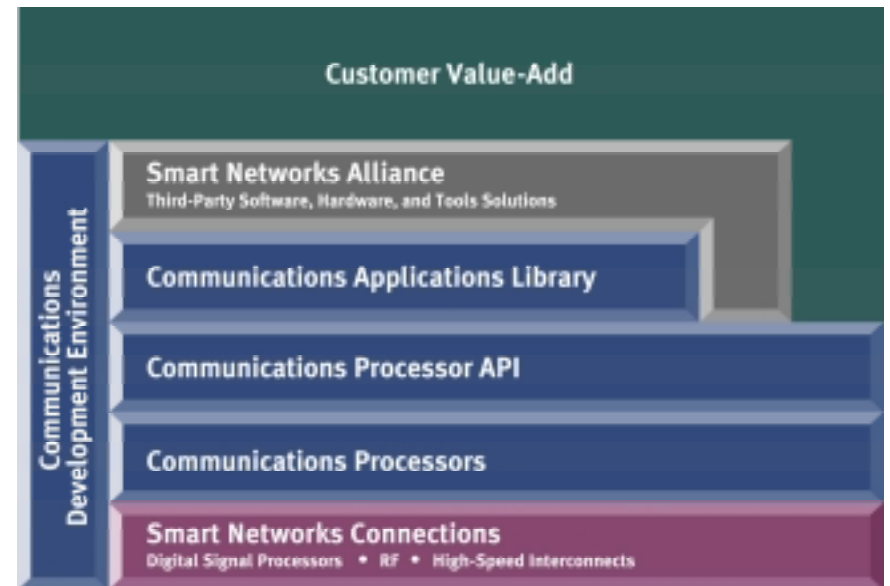 Customer Value-Add
Communications
Development Environment
Smart Networks Alliance
Third-Party Software, Hardware, and Tools Solutions
Communications Applications Library
Communications Processor API
Communications Processors
Smart Networks Connections
Digital Signal Processors • RF • High-Speed Interconnects